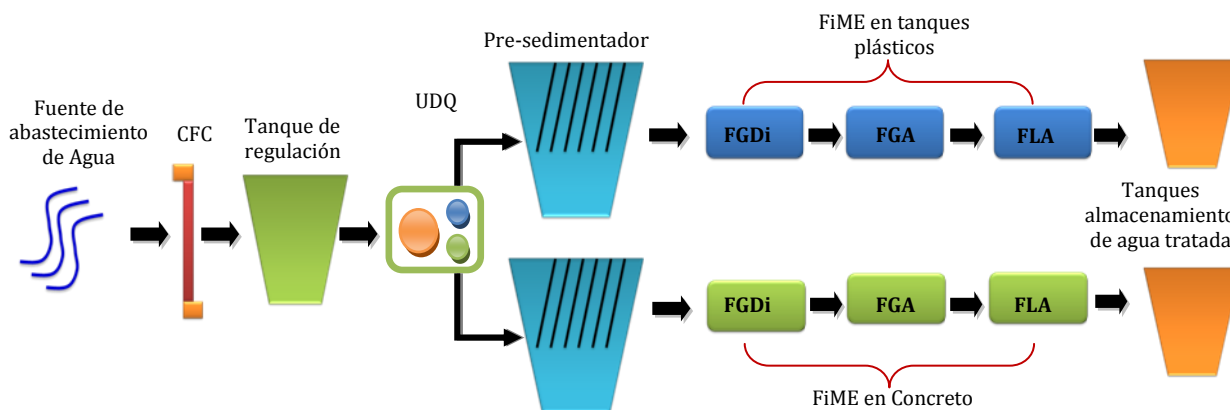 Fuente de
abastecimiento
de Agua
CFC
Tanque de
regulación
UDQ
Pre-sedimentador
FiME en tanques
plásticos
FGDi
FGA
FLA
FGDi
FGA
FLA
FiME en Concreto
Tanques
almacenamiento
de agua tratada